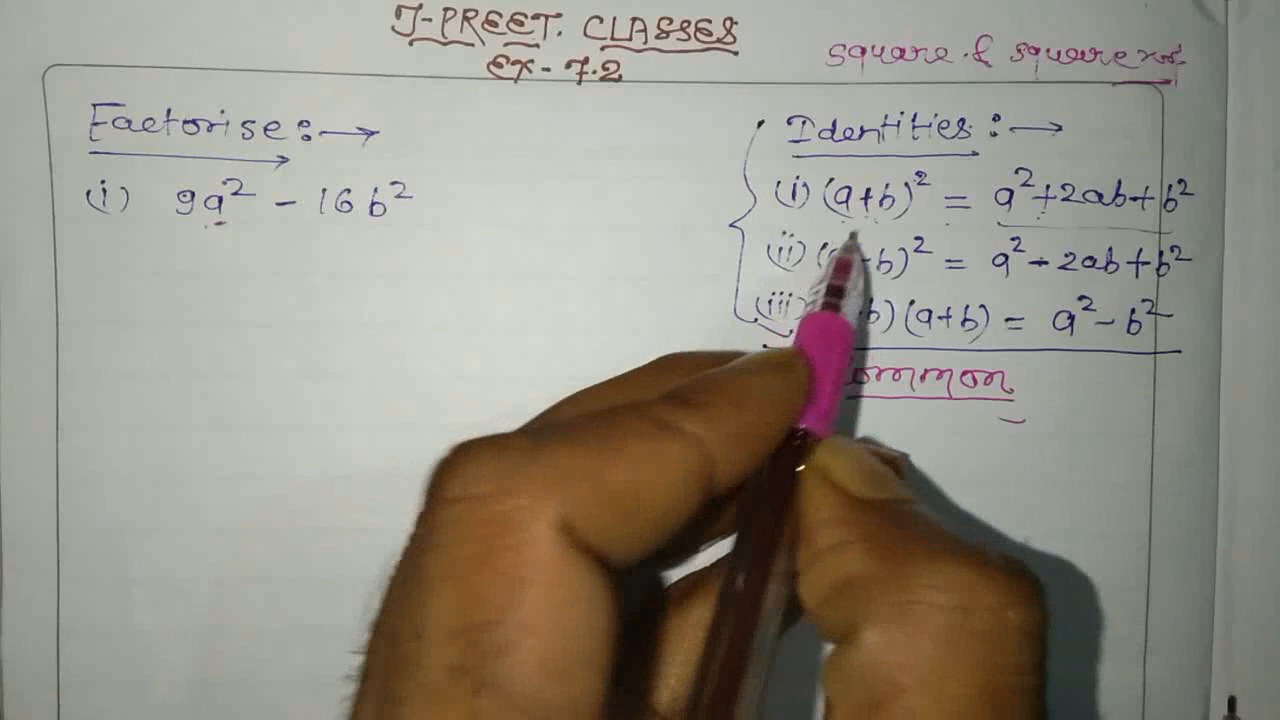 J-PREET. CLASSES
EX - 7.2
square & square root
Factorise :→
(i) 9a² - 16b²
Identities :→
(i) (a+b)² = a²+2ab+b²
(ii) b)² = a²-2ab+b²
(iii) b)(a+b) = a²-b²